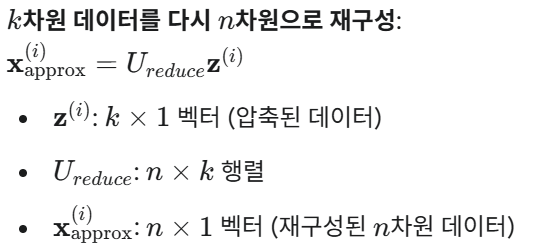 k차원 데이터를 다시 n차원으로 재구성:
x_approx^(i) = U_reduce z^(i)
• z^(i): k × 1 벡터 (압축된 데이터)
• U_reduce: n × k 행렬
• x_approx^(i): n × 1 벡터 (재구성된 n차원 데이터)